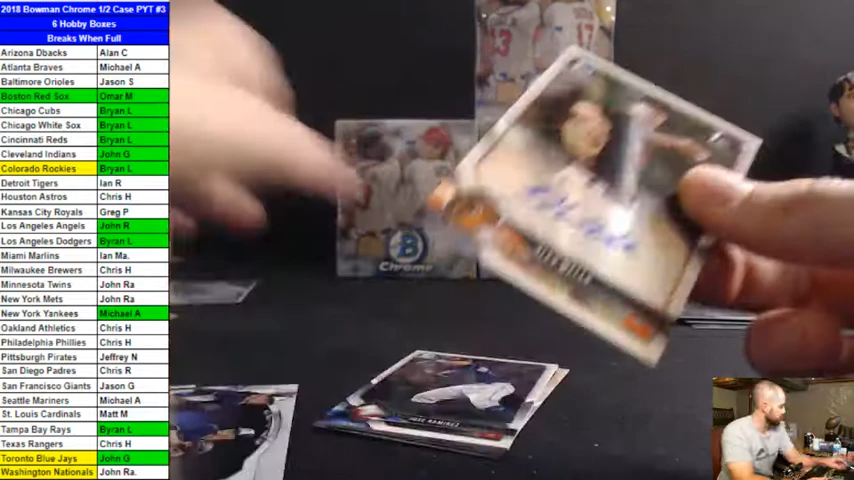 2018 Bowman Chrome 1/2 Case PYT #3
6 Hobby Boxes
Breaks When Full
Arizona Dbacks Alan C
Atlanta Braves Michael A
Baltimore Orioles Jason S
Boston Red Sox Omar M
Chicago Cubs Bryan L
Chicago White Sox Bryan L
Cincinnati Reds Bryan L
Cleveland Indians John G
Colorado Rockies Bryan L
Detroit Tigers Ian R
Houston Astros Chris H
Kansas City Royals Greg P
Los Angeles Angels John R
Los Angeles Dodgers Byran L
Miami Marlins Ian Ma.
Milwaukee Brewers Chris H
Minnesota Twins John Ra
New York Mets John Ra
New York Yankees Michael A
Oakland Athletics Chris H
Philadelphia Phillies Chris H
Pittsburgh Pirates Jeffrey N
San Diego Padres Chris R
San Francisco Giants Jason G
Seattle Mariners Michael A
St. Louis Cardinals Matt M
Tampa Bay Rays Byran L
Texas Rangers Chris H
Toronto Blue Jays John G
Washington Nationals John Ra.
13
17
B
Chrome
JOSE RAMIREZ